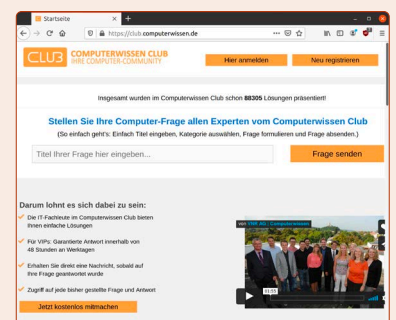 Startseite
https://club.computerwissen.de
CLUB
COMPUTERWISSEN CLUB
IHRE COMPUTER-COMMUNITY
Hier anmelden
Neu registrieren
Insgesamt wurden im Computerwissen Club schon 88305 Lösungen präsentiert!
Stellen Sie Ihre Computer-Frage allen Experten vom Computerwissen Club
(So einfach geht's: Einfach Titel eingeben, Kategorie auswählen, Frage formulieren und Frage absenden.)
Titel Ihrer Frage hier eingeben...
Frage senden
Darum lohnt es sich dabei zu sein:
Die IT-Fachleute im Computerwissen Club bieten
Ihnen einfache Lösungen
Für VIPs: Garantierte Antwort innerhalb von
48 Stunden an Werktagen
Erhalten Sie direkt eine Nachricht, sobald auf
Ihre Frage geantwortet wurde
Zugriff auf jede bisher gestellte Frage und Antwort
Jetzt kostenlos mitmachen
von VNR AG / Computerwissen
01:55